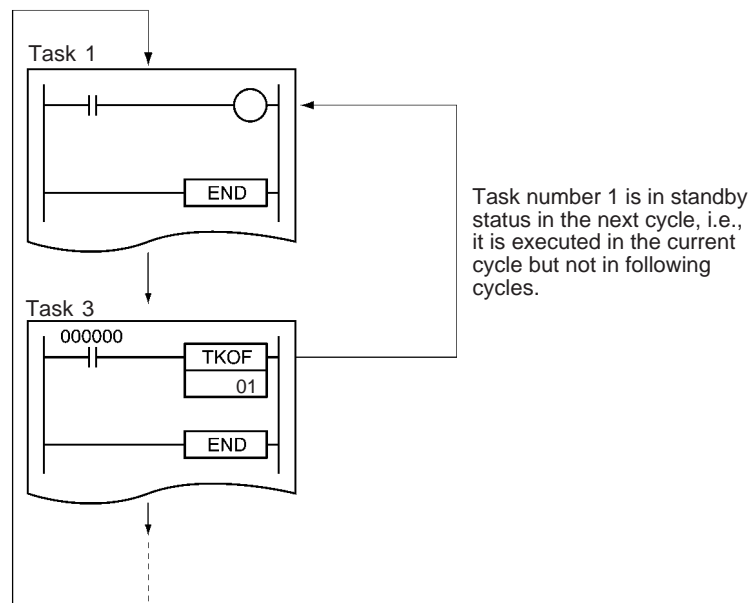 Task 1
END
Task number 1 is in standby
status in the next cycle, i.e.,
it is executed in the current
cycle but not in following
cycles.
Task 3
000000
TKOF
01
END